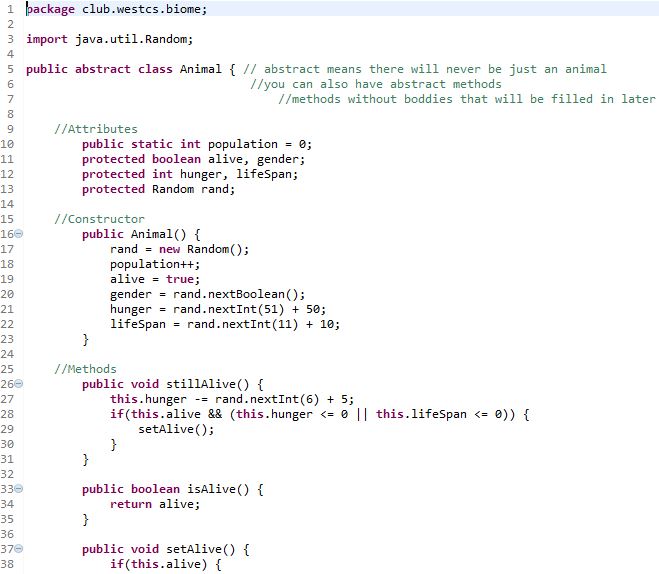 1 package club.westcs.biome;
2
3 import java.util.Random;
4
5 public abstract class Animal { // abstract means there will never be just an animal
6 //you can also have abstract methods
7 //methods without boddies that will be filled in later
8
9 //Attributes
10 public static int population = 0;
11 protected boolean alive, gender;
12 protected int hunger, lifeSpan;
13 protected Random rand;
14
15 //Constructor
16 public Animal() {
17 rand = new Random();
18 population++;
19 alive = true;
20 gender = rand.nextBoolean();
21 hunger = rand.nextInt(51) + 50;
22 lifeSpan = rand.nextInt(11) + 10;
23 }
24
25 //Methods
26 public void stillAlive() {
27 this.hunger -= rand.nextInt(6) + 5;
28 if(this.alive && (this.hunger <= 0 || this.lifeSpan <= 0)) {
29 setAlive();
30 }
31 }
32
33 public boolean isAlive() {
34 return alive;
35 }
36
37 public void setAlive() {
38 if(this.alive) {